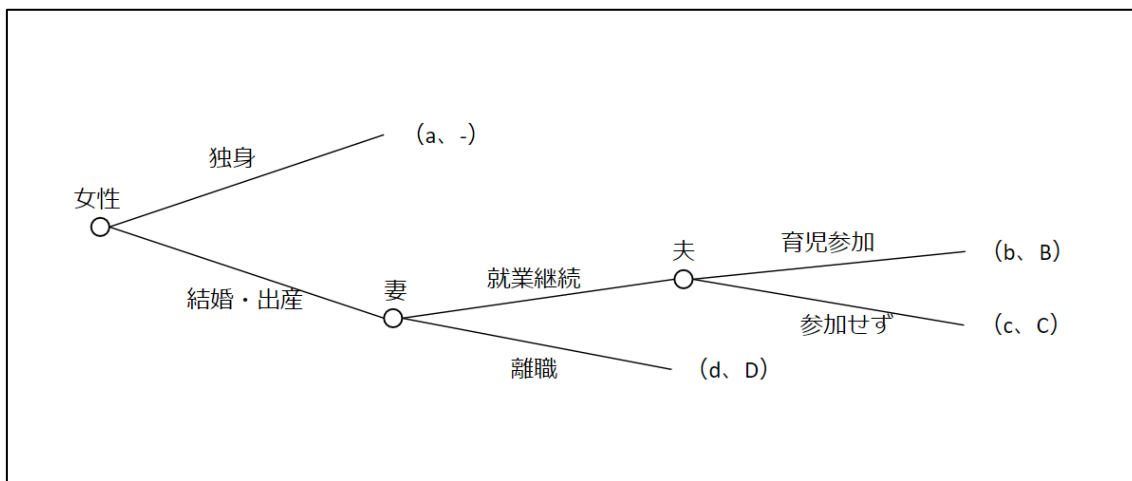 （a、-）
独身
女性
結婚・出産
妻
就業継続
離職
（d、D）
夫
育児参加
（b、B）
参加せず
（c、C）